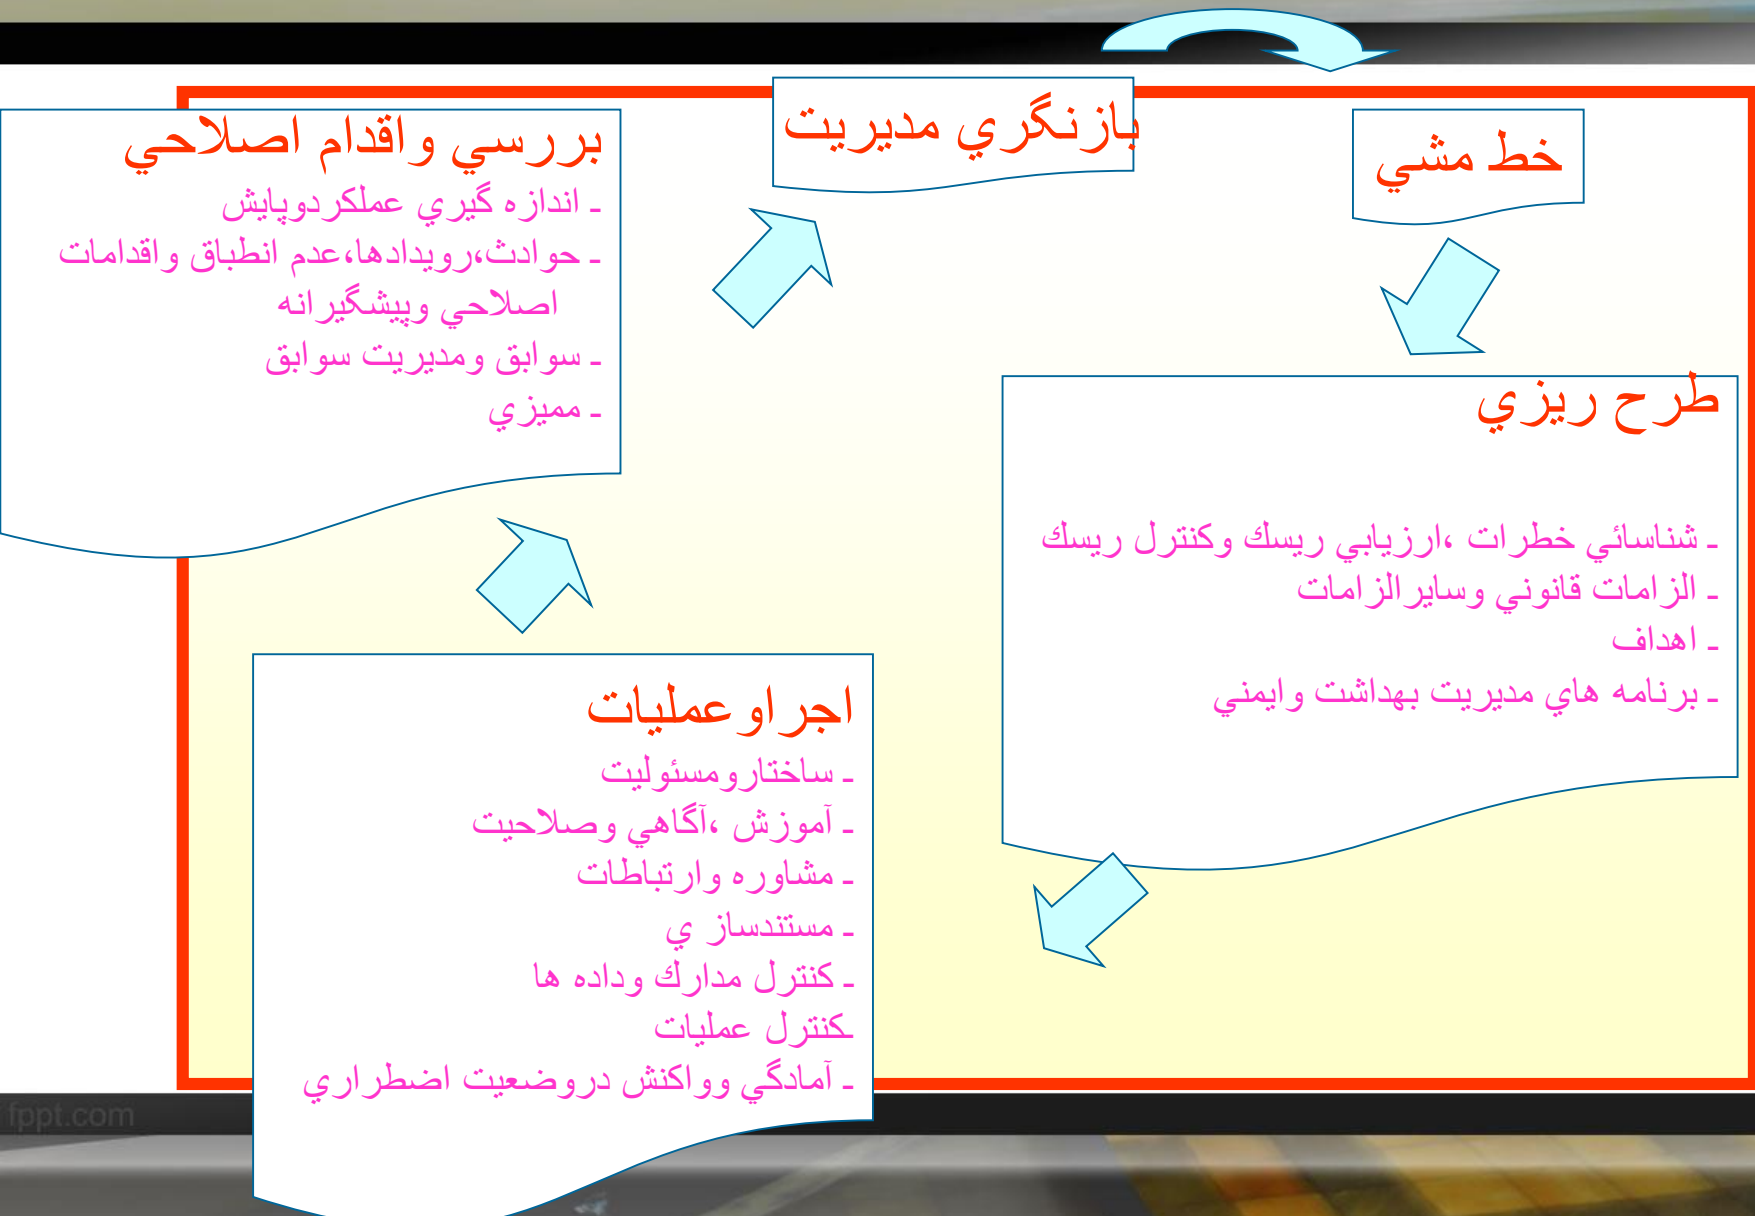 خط مشي
طرح ريزي
ـ شناسائي خطرات ،ارزيابي ريسك وكنترل ريسك
ـ الزامات قانوني وسايرالزامات
ـ اهداف
ـ برنامه هاي مديريت بهداشت وايمني
اجراوعمليات
ـ ساختارومسئوليت
ـ آموزش ،آگاهي وصلاحيت
ـ مشاوره وارتباطات
ـ مستندساز ي
ـ كنترل مدارك وداده ها
ـكنترل عمليات
ـ آمادگي وواكنش دروضعيت اضطراري
بررسي واقدام اصلاحي
ـ اندازه گيري عملكردوپايش
ـ حوادث،رويدادها،عدم انطباق واقدامات
اصلاحي وپيشگيرانه
ـ سوابق ومديريت سوابق
ـ مميزي
بازنگري مديريت
fppt.com